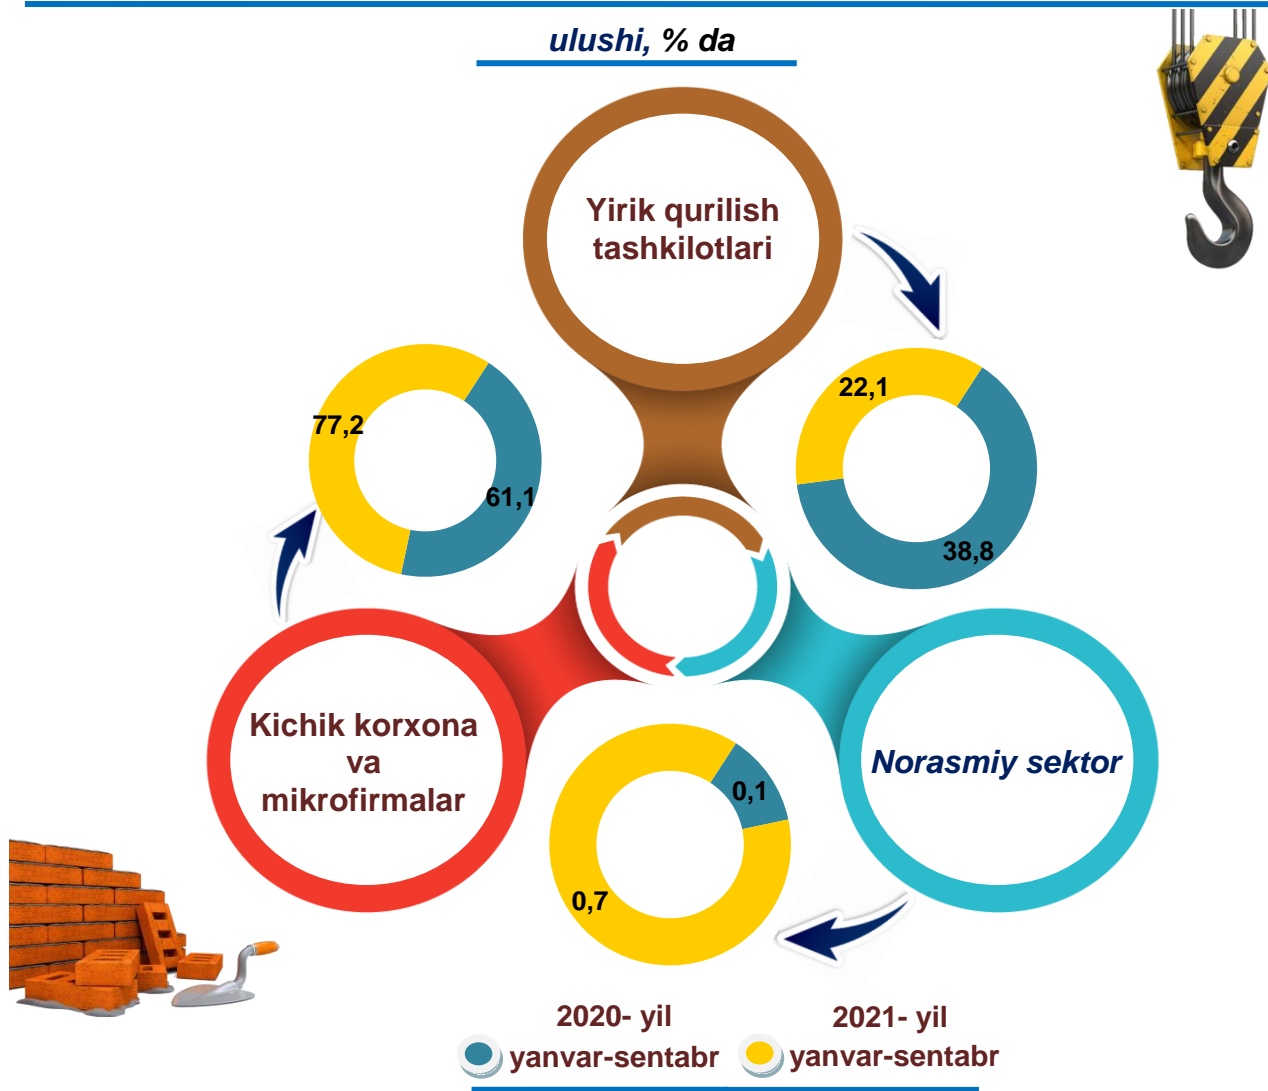 ulushi, % da
Yirik qurilish
tashkilotlari
77,2
61,1
22,1
38,8
Kichik korxona
va
mikrofirmalar
Norasmiy sektor
0,1
0,7
2020- yil
yanvar-sentabr
2021- yil
yanvar-sentabr